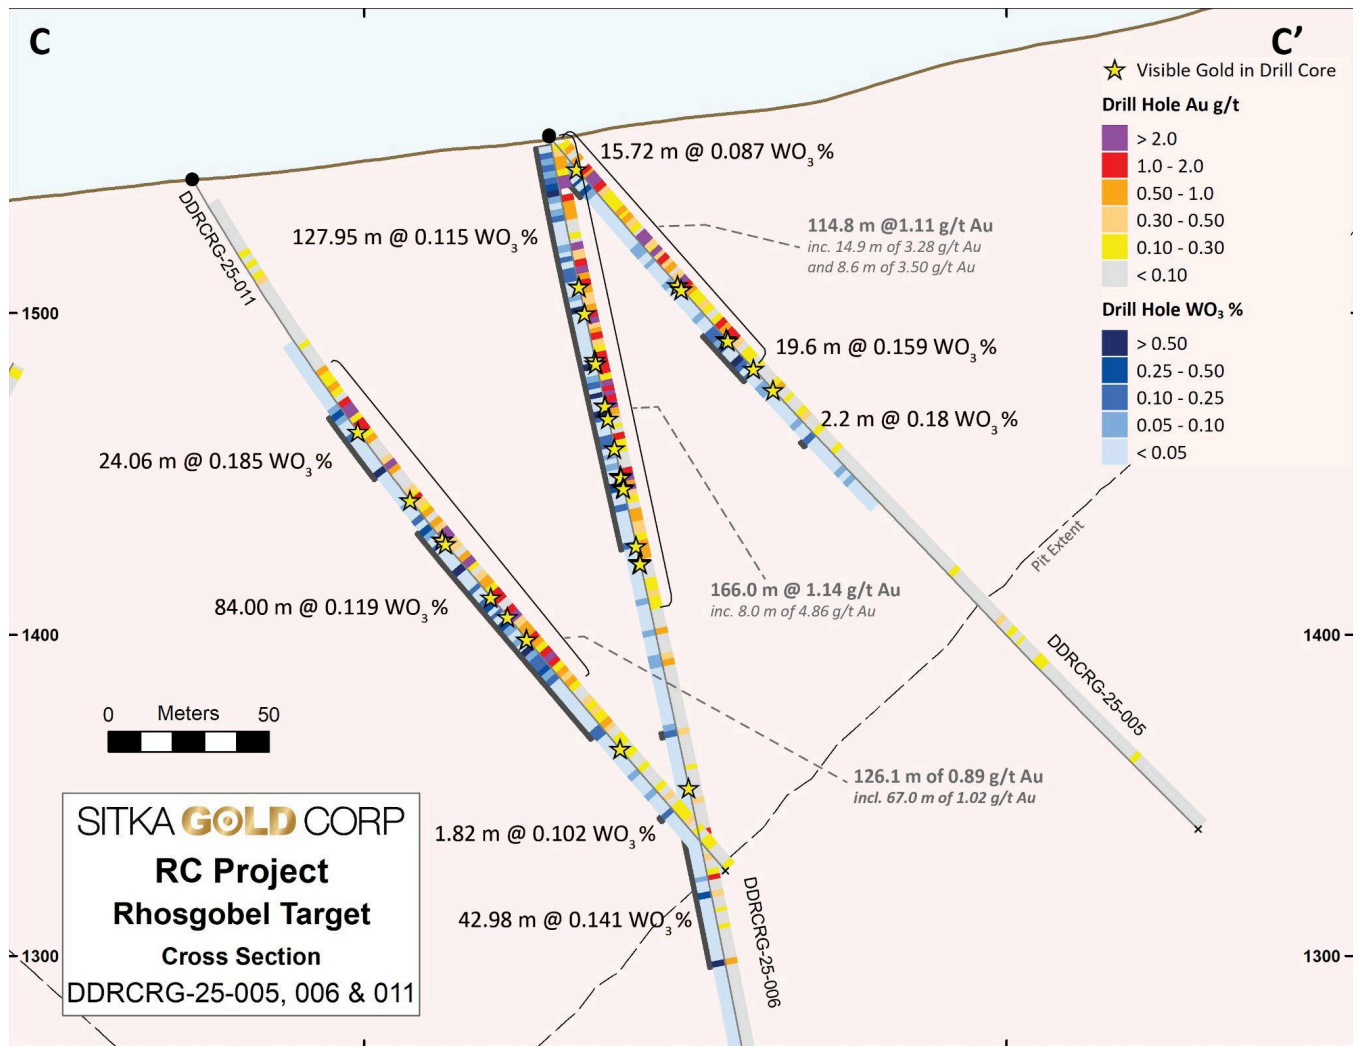 C
C’
Visible Gold in Drill Core
Drill Hole Au g/t
> 2.0
1.0 - 2.0
0.50 - 1.0
0.30 - 0.50
0.10 - 0.30
< 0.10
Drill Hole WO₃ %
> 0.50
0.25 - 0.50
0.10 - 0.25
0.05 - 0.10
< 0.05
15.72 m @ 0.087 WO₃%
114.8 m @1.11 g/t Au
inc. 14.9 m of 3.28 g/t Au
and 8.6 m of 3.50 g/t Au
127.95 m @ 0.115 WO₃%
DDRCRG-25-011
1500
1500
19.6 m @ 0.159 WO₃%
2.2 m @ 0.18 WO₃%
24.06 m @ 0.185 WO₃%
Pit Extent
166.0 m @ 1.14 g/t Au
inc. 8.0 m of 4.86 g/t Au
84.00 m @ 0.119 WO₃%
1400
1400
DDRCRG-25-005
0 Meters 50
126.1 m of 0.89 g/t Au
incl. 67.0 m of 1.02 g/t Au
1.82 m @ 0.102 WO₃%
42.98 m @ 0.141 WO₃%
DDRCRG-25-006
1300
1300
SITKA GOLD CORP
RC Project
Rhosgobel Target
Cross Section
DDRCRG-25-005, 006 & 011